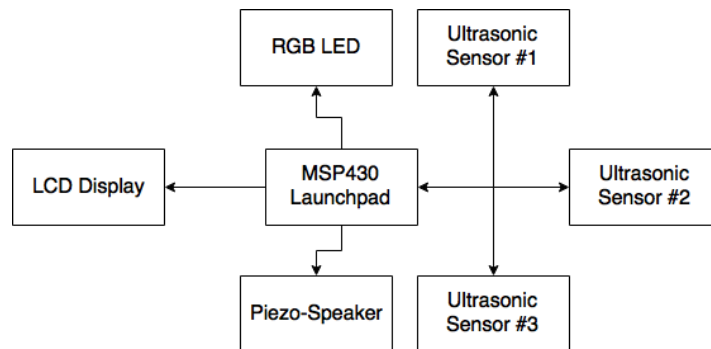 RGB LED
Ultrasonic
Sensor #1
LCD Display
MSP430
Launchpad
Ultrasonic
Sensor #2
Piezo-Speaker
Ultrasonic
Sensor #3